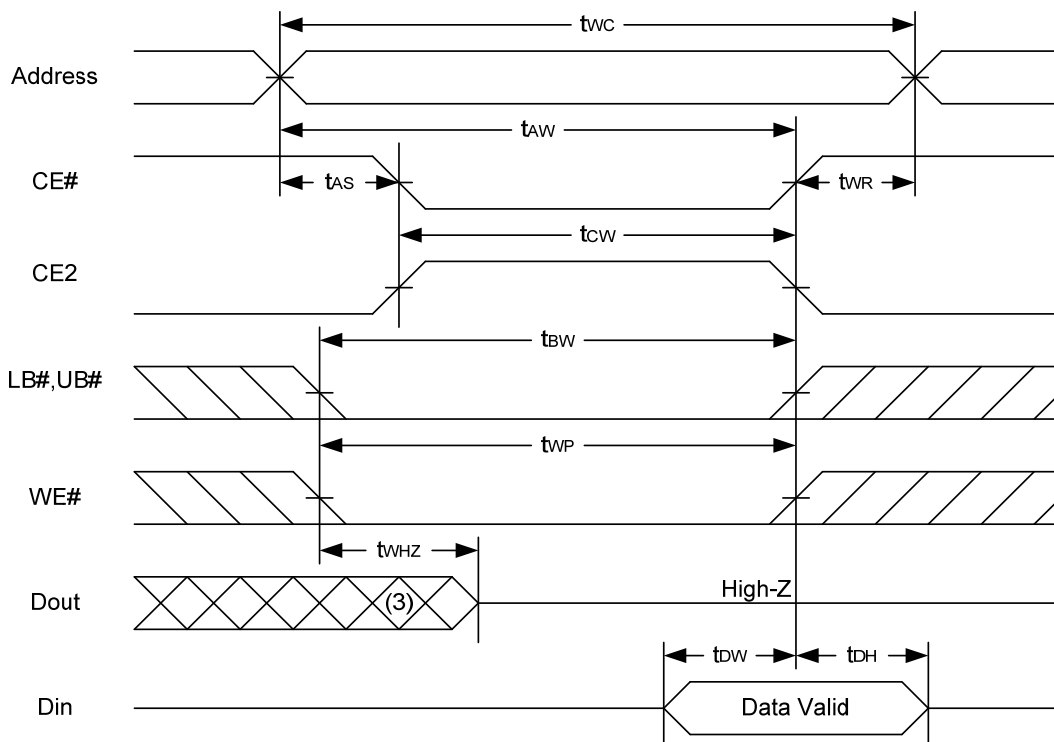 tWC
Address
tAW
CE#
tAS
tWR
tCW
CE2
tBW
LB#,UB#
tWP
WE#
tWHZ
Dout
(3)
High-Z
tDW
tDH
Din
Data Valid